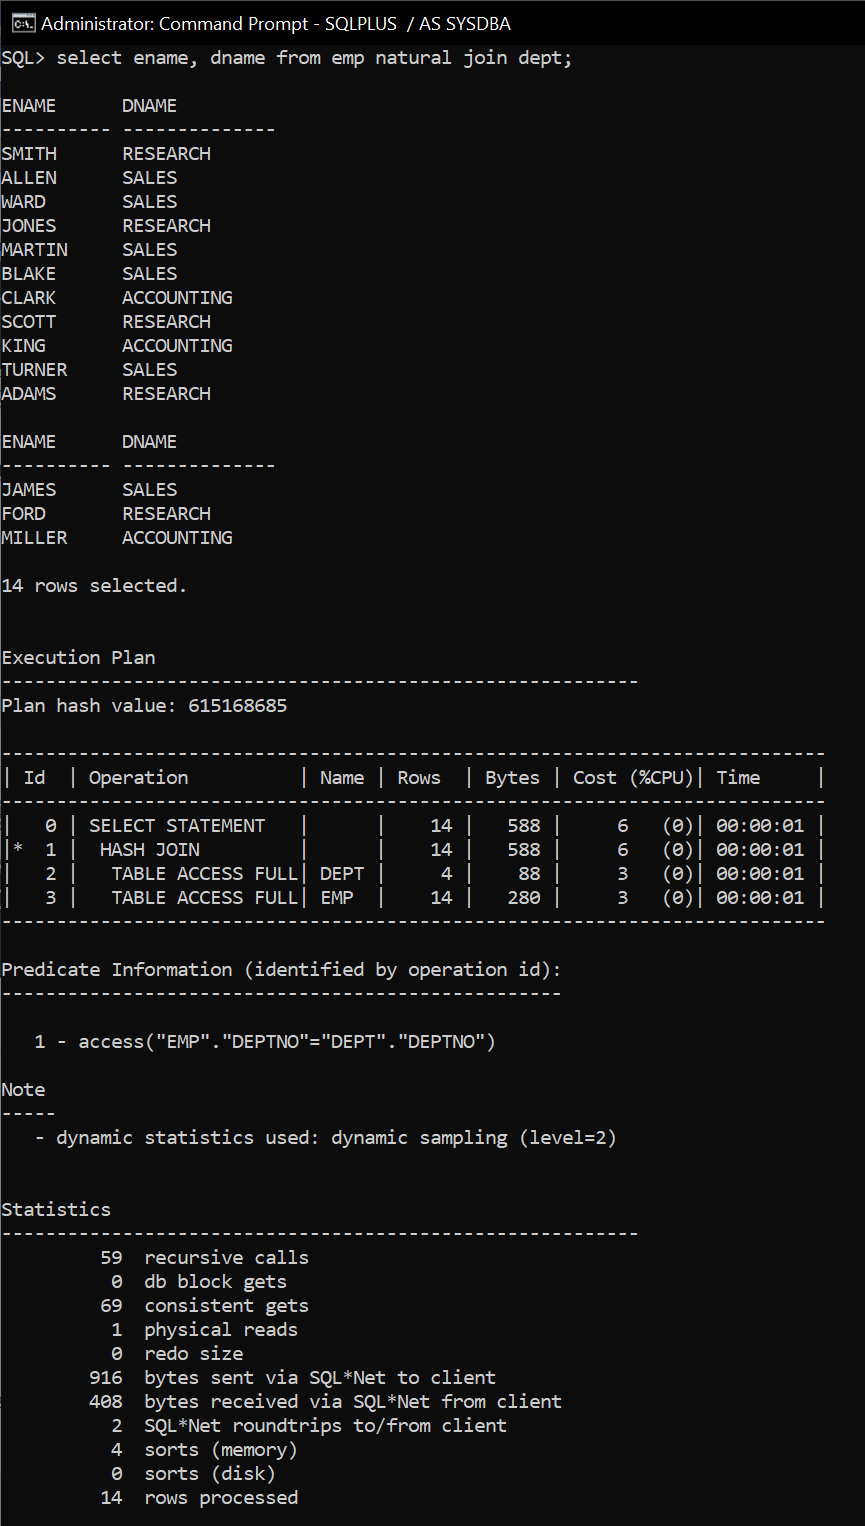 Administrator: Command Prompt - SQLPLUS  / AS SYSDBA
SQL> select ename, dname from emp natural join dept;
ENAME      DNAME
---------- --------------
SMITH      RESEARCH
ALLEN      SALES
WARD       SALES
JONES      RESEARCH
MARTIN     SALES
BLAKE      SALES
CLARK      ACCOUNTING
SCOTT      RESEARCH
KING       ACCOUNTING
TURNER     SALES
ADAMS      RESEARCH
ENAME      DNAME
---------- --------------
JAMES      SALES
FORD       RESEARCH
MILLER     ACCOUNTING
14 rows selected.
Execution Plan
----------------------------------------------------------
Plan hash value: 615168685
---------------------------------------------------------------------------
| Id  | Operation          | Name | Rows  | Bytes | Cost (%CPU)| Time     |
---------------------------------------------------------------------------
|   0 | SELECT STATEMENT   |      |    14 |   588 |     6   (0)| 00:00:01 |
|*  1 |  HASH JOIN         |      |    14 |   588 |     6   (0)| 00:00:01 |
|   2 |   TABLE ACCESS FULL| DEPT |     4 |    88 |     3   (0)| 00:00:01 |
|   3 |   TABLE ACCESS FULL| EMP  |    14 |   280 |     3   (0)| 00:00:01 |
---------------------------------------------------------------------------
Predicate Information (identified by operation id):
---------------------------------------------------
   1 - access("EMP"."DEPTNO"="DEPT"."DEPTNO")
Note
-----
   - dynamic statistics used: dynamic sampling (level=2)
Statistics
----------------------------------------------------------
         59  recursive calls
          0  db block gets
         69  consistent gets
          1  physical reads
          0  redo size
        916  bytes sent via SQL*Net to client
        408  bytes received via SQL*Net from client
          2  SQL*Net roundtrips to/from client
          4  sorts (memory)
          0  sorts (disk)
         14  rows processed